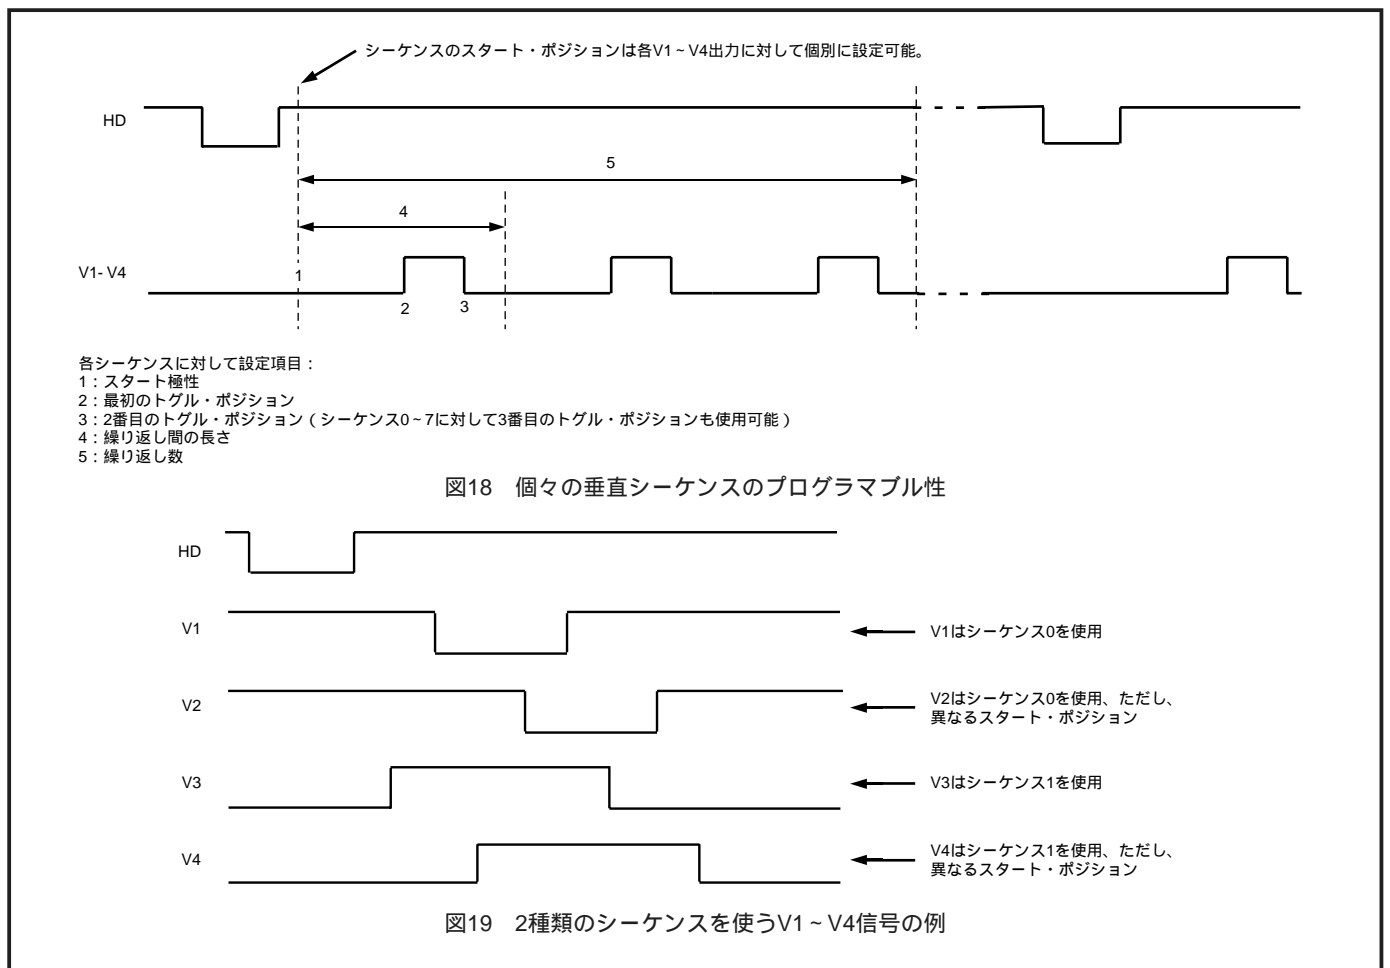 シーケンスのスタート・ポジションは各V1~V4出力に対して個別に設定可能。
HD
5
4
V1- V4
1
2
3
各シーケンスに対して設定項目:
1:スタート極性
2:最初のトグル・ポジション
3:2番目のトグル・ポジション(シーケンス0~7に対して3番目のトグル・ポジションも使用可能)
4:繰り返し間の長さ
5:繰り返し数
図18 個々の垂直シーケンスのプログラマブル性
HD
V1
V1はシーケンス0を使用
V2
V2はシーケンス0を使用、ただし、
異なるスタート・ポジション
V3
V3はシーケンス1を使用
V4
V4はシーケンス1を使用、ただし、
異なるスタート・ポジション
図19 2種類のシーケンスを使うV1~V4信号の例